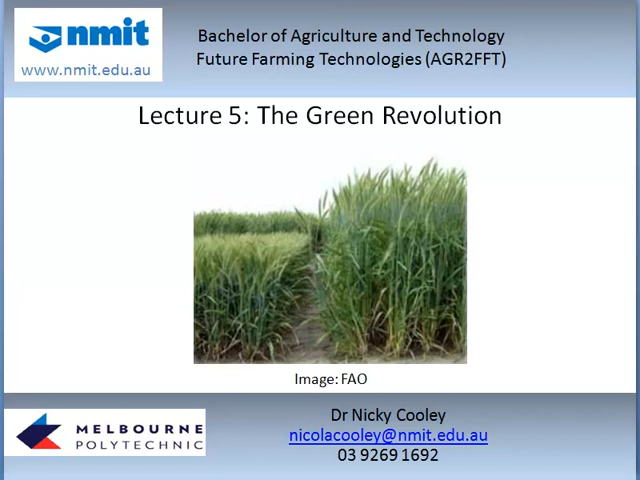 nmit
www.nmit.edu.au
Bachelor of Agriculture and Technology
Future Farming Technologies (AGR2FFT)
Lecture 5: The Green Revolution
Image: FAO
MELBOURNE
POLYTECHNIC
Dr Nicky Cooley
nicolacooley@nmit.edu.au
03 9269 1692